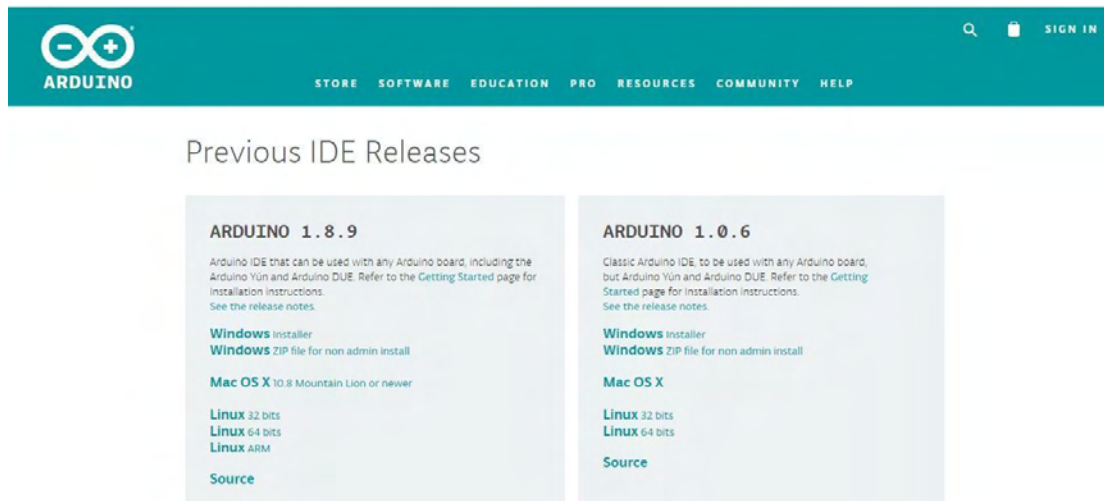 SIGN IN
ARDUINO
STORE SOFTWARE EDUCATION PRO RESOURCES COMMUNITY HELP
Previous IDE Releases
ARDUINO 1.8.9
Arduino IDE that can be used with any Arduino board, including the
Arduino Yún and Arduino DUE. Refer to the Getting Started page for
Installation Instructions.
See the release notes.
Windows Installer
Windows ZIP file for non admin install
Mac OS X 10.8 Mountain Lion or newer
Linux 32 bits
Linux 64 bits
Linux ARM
Source
ARDUINO 1.0.6
Classic Arduino IDE, to be used with any Arduino board,
but Arduino Yún and Arduino DUE. Refer to the Getting
Started page for Installation Instructions.
See the release notes.
Windows Installer
Windows ZIP file for non admin install
Mac OS X
Linux 32 bits
Linux 64 bits
Source